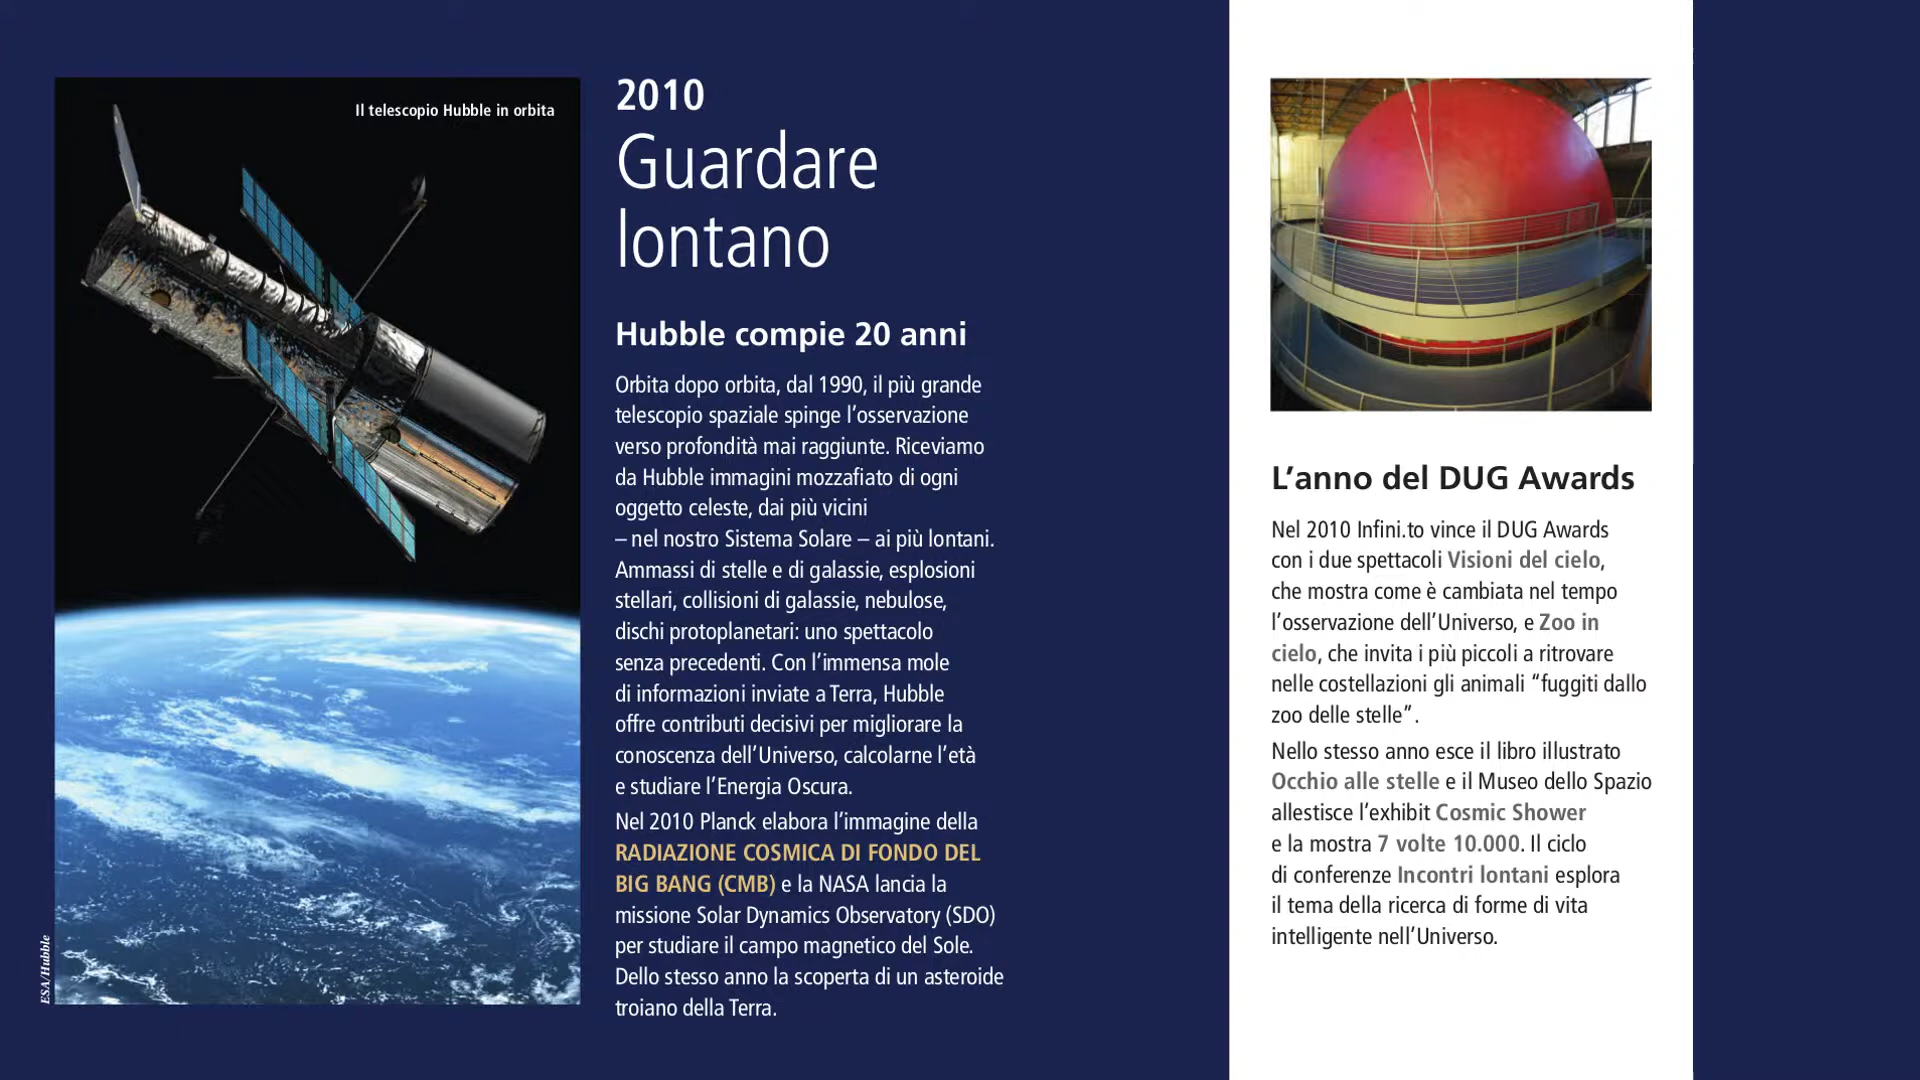 Il telescopio Hubble in orbita
ESA/Hubble
2010
Guardare
lontano
Hubble compie 20 anni
Orbita dopo orbita, dal 1990, il più grande
telescopio spaziale spinge l’osservazione
verso profondità mai raggiunte. Riceviamo
da Hubble immagini mozzafiato di ogni
oggetto celeste, dai più vicini
– nel nostro Sistema Solare – ai più lontani.
Ammassi di stelle e di galassie, esplosioni
stellari, collisioni di galassie, nebulose,
dischi protoplanetari: uno spettacolo
senza precedenti. Con l’immensa mole
di informazioni inviate a Terra, Hubble
offre contributi decisivi per migliorare la
conoscenza dell’Universo, calcolarne l’età
e studiare l’Energia Oscura.
Nel 2010 Planck elabora l’immagine della
RADIAZIONE COSMICA DI FONDO DEL
BIG BANG (CMB) e la NASA lancia la
missione Solar Dynamics Observatory (SDO)
per studiare il campo magnetico del Sole.
Dello stesso anno la scoperta di un asteroide
troiano della Terra.
L’anno del DUG Awards
Nel 2010 Infini.to vince il DUG Awards
con i due spettacoli Visioni del cielo,
che mostra come è cambiata nel tempo
l’osservazione dell’Universo, e Zoo in
cielo, che invita i più piccoli a ritrovare
nelle costellazioni gli animali “fuggiti dallo
zoo delle stelle”.
Nello stesso anno esce il libro illustrato
Occhio alle stelle e il Museo dello Spazio
allestisce l’exhibit Cosmic Shower
e la mostra 7 volte 10.000. Il ciclo
di conferenze Incontri lontani esplora
il tema della ricerca di forme di vita
intelligente nell’Universo.